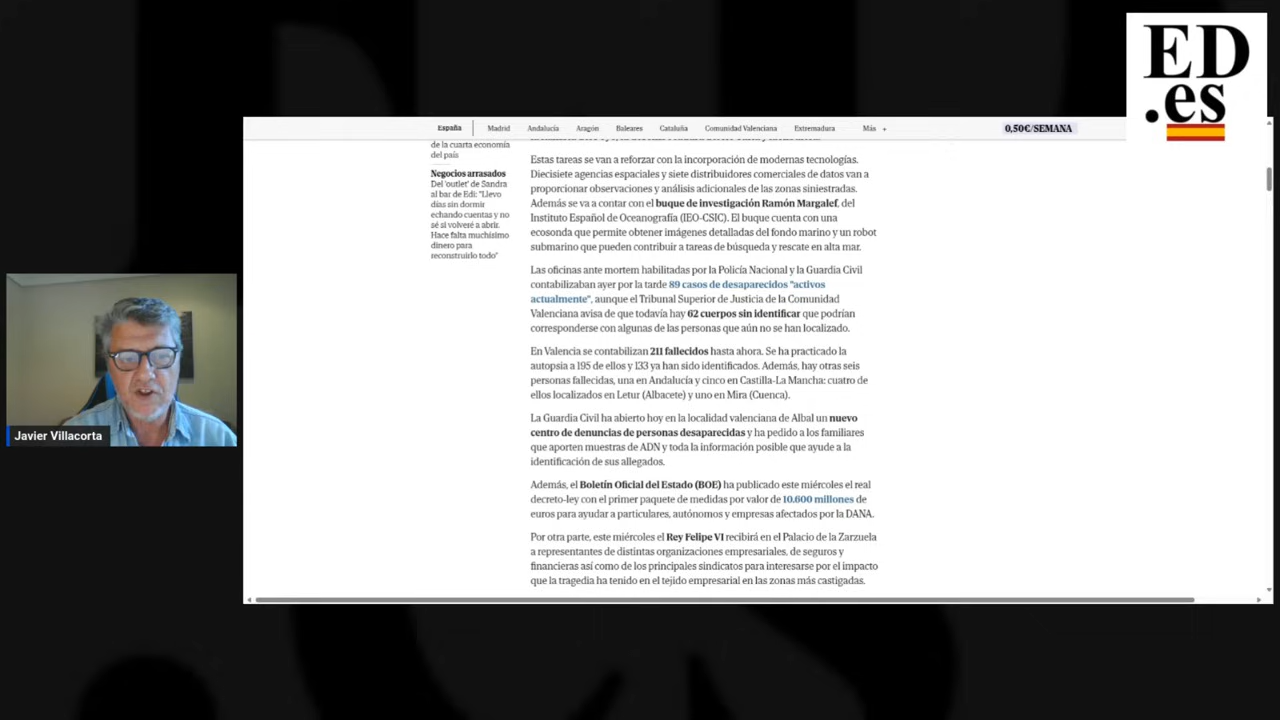 ED
.es
España
Madrid
Andalucía
Aragón
Baleares
Cataluña
Comunidad Valenciana
Extremadura
Más +
0,50€/SEMANA
de la cuarta economía
del país
Negocios arrasados
Del 'outlet' de Sandra
al bar de Edi: "Llevo
días sin dormir
echando cuentas y no
sé si volveré a abrir.
Hace falta muchísimo
dinero para
reconstruirlo todo"
Estas tareas se van a reforzar con la incorporación de modernas tecnologías.
Diecisiete agencias espaciales y siete distribuidores comerciales de datos van a
proporcionar observaciones y análisis adicionales de las zonas siniestradas.
Además se va a contar con el buque de investigación Ramón Margalef, del
Instituto Español de Oceanografía (IEO-CSIC). El buque cuenta con una
ecosonda que permite obtener imágenes detalladas del fondo marino y un robot
submarino que pueden contribuir a tareas de búsqueda y rescate en alta mar.
Las oficinas ante mortem habilitadas por la Policía Nacional y la Guardia Civil
contabilizaban ayer por la tarde 89 casos de desaparecidos "activos
actualmente", aunque el Tribunal Superior de Justicia de la Comunidad
Valenciana avisa de que todavía hay 62 cuerpos sin identificar que podrían
corresponderse con algunas de las personas que aún no se han localizado.
En Valencia se contabilizan 211 fallecidos hasta ahora. Se ha practicado la
autopsia a 195 de ellos y 133 ya han sido identificados. Además, hay otras seis
personas fallecidas, una en Andalucía y cinco en Castilla-La Mancha: cuatro de
ellos localizados en Letur (Albacete) y uno en Mira (Cuenca).
La Guardia Civil ha abierto hoy en la localidad valenciana de Albal un nuevo
centro de denuncias de personas desaparecidas y ha pedido a los familiares
que aporten muestras de ADN y toda la información posible que ayude a la
identificación de sus allegados.
Además, el Boletín Oficial del Estado (BOE) ha publicado este miércoles el real
decreto-ley con el primer paquete de medidas por valor de 10.600 millones de
euros para ayudar a particulares, autónomos y empresas afectados por la DANA.
Por otra parte, este miércoles el Rey Felipe VI recibirá en el Palacio de la Zarzuela
a representantes de distintas organizaciones empresariales, de seguros y
financieras así como de los principales sindicatos para interesarse por el impacto
que la tragedia ha tenido en el tejido empresarial en las zonas más castigadas.
Javier Villacorta